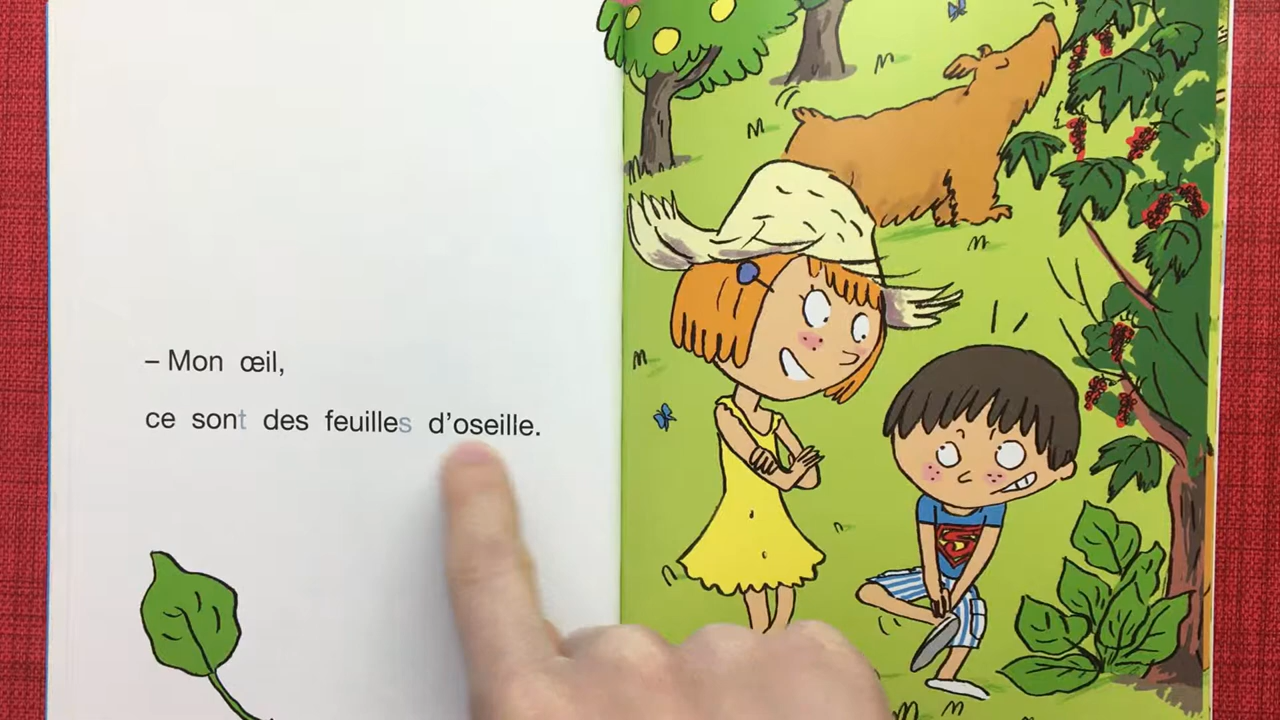 – Mon œil,
ce sont des feuilles d’oseille.